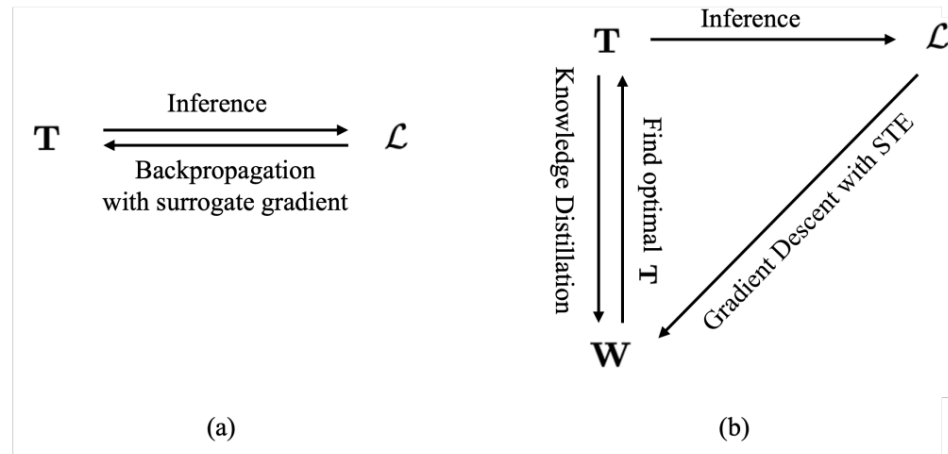 Inference
T
ℒ
Backpropagation
with surrogate gradient
(a)
Inference
T
ℒ
Knowledge Distillation
Find optimal T
Gradient Descent with STE
W
(b)